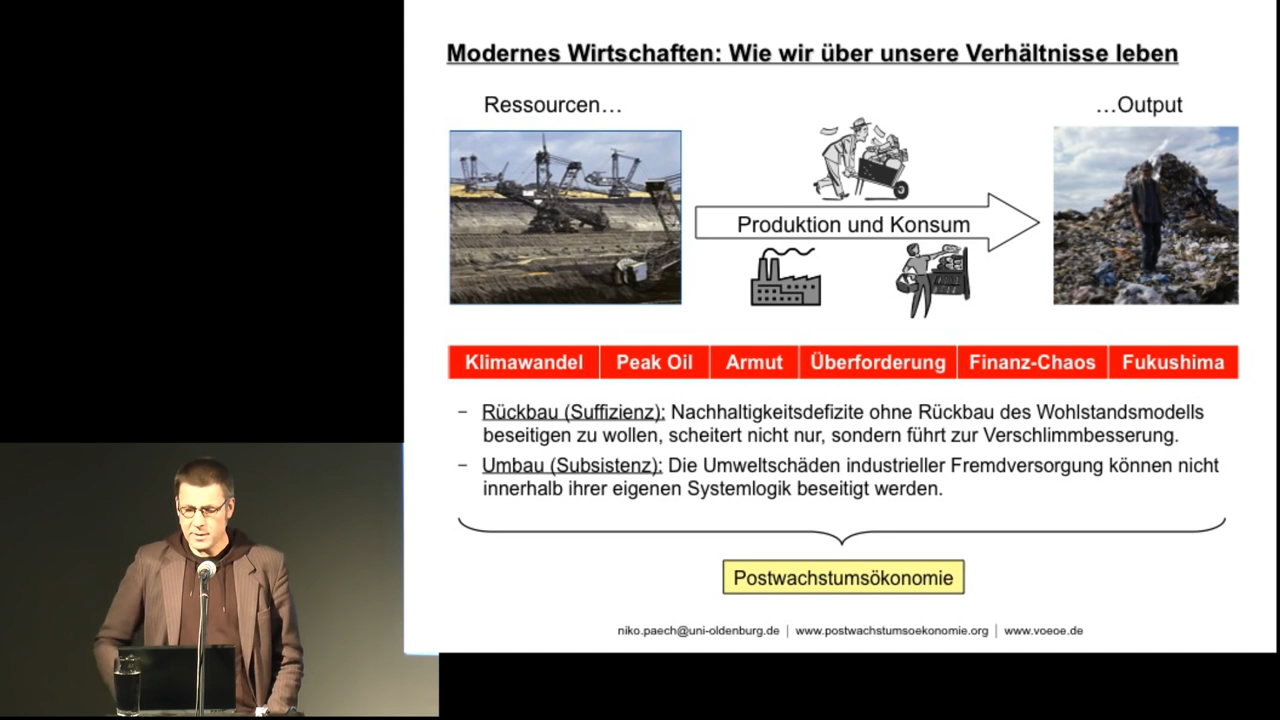 Modernes Wirtschaften: Wie wir über unsere Verhältnisse leben
Ressourcen…
…Output
Produktion und Konsum
Klimawandel
Peak Oil
Armut
Überforderung
Finanz-Chaos
Fukushima
– Rückbau (Suffizienz): Nachhaltigkeitsdefizite ohne Rückbau des Wohlstandsmodells
beseitigen zu wollen, scheitert nicht nur, sondern führt zur Verschlimmbesserung.
– Umbau (Subsistenz): Die Umweltschäden industrieller Fremdversorgung können nicht
innerhalb ihrer eigenen Systemlogik beseitigt werden.
Postwachstumsökonomie
niko.paech@uni-oldenburg.de | www.postwachstumsoekonomie.org | www.voeoe.de